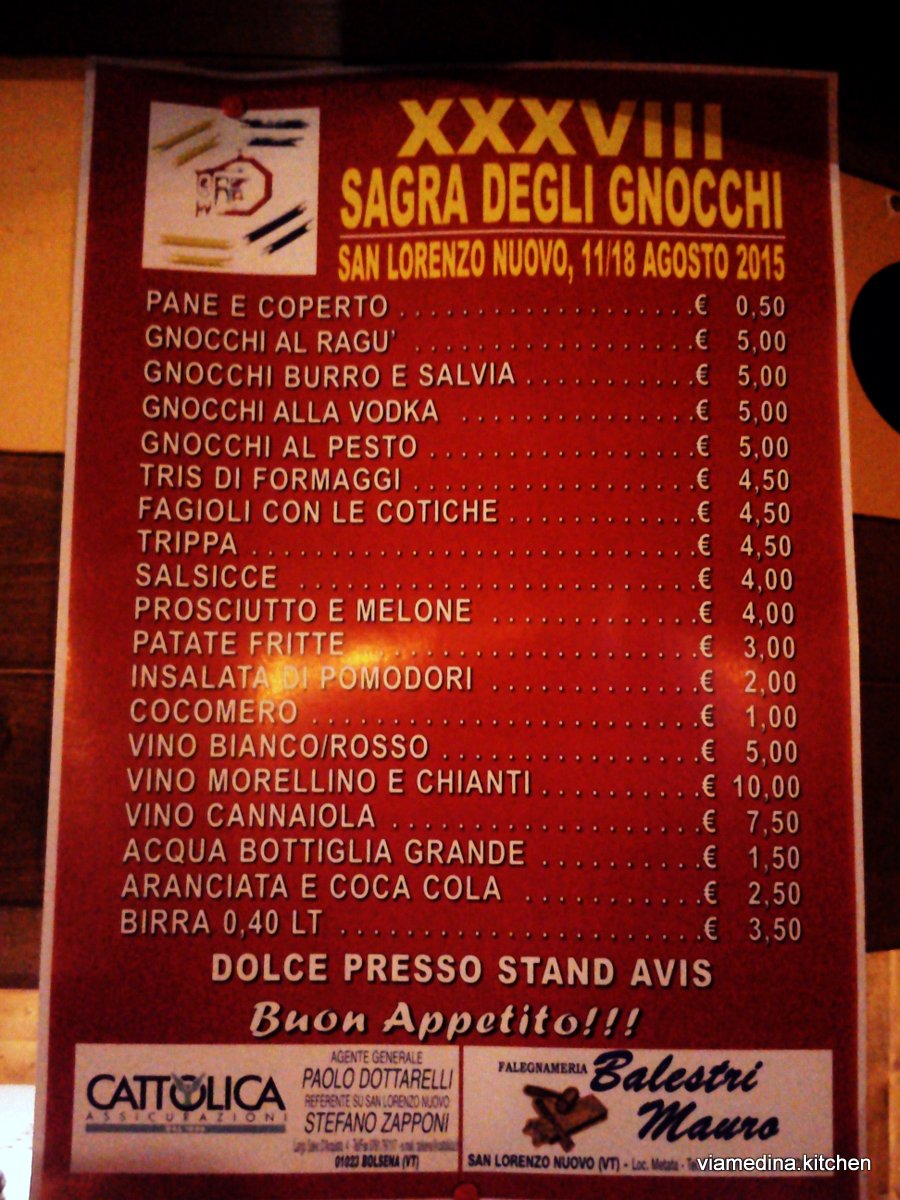 XXXVIII
SAGRA DEGLI GNOCCHI
SAN LORENZO NUOVO, 11/18 AGOSTO 2015
PANE E COPERTO . . . . . . . . . . . . . . . . . . . . . € 0,50
GNOCCHI AL RAGU' . . . . . . . . . . . . . . . . . . . . € 5,00
GNOCCHI BURRO E SALVIA . . . . . . . . . . . . € 5,00
GNOCCHI ALLA VODKA . . . . . . . . . . . . . . . . € 5,00
GNOCCHI AL PESTO . . . . . . . . . . . . . . . . . . . € 5,00
TRIS DI FORMAGGI . . . . . . . . . . . . . . . . . . . . € 4,50
FAGIOLI CON LE COTICHE . . . . . . . . . . . . . € 4,50
TRIPPA . . . . . . . . . . . . . . . . . . . . . . . . . . . . . . . € 4,50
SALSICCE . . . . . . . . . . . . . . . . . . . . . . . . . . . . € 4,00
PROSCIUTTO E MELONE . . . . . . . . . . . . . . . € 4,00
PATATE FRITTE . . . . . . . . . . . . . . . . . . . . . . . € 3,00
INSALATA DI POMODORI . . . . . . . . . . . . . . € 2,00
COCOMERO . . . . . . . . . . . . . . . . . . . . . . . . . . € 1,00
VINO BIANCO/ROSSO . . . . . . . . . . . . . . . . . . € 5,00
VINO MORELLINO E CHIANTI . . . . . . . . . . . € 10,00
VINO CANNAIOLA . . . . . . . . . . . . . . . . . . . . . € 7,50
ACQUA BOTTIGLIA GRANDE . . . . . . . . . . . € 1,50
ARANCIATA E COCA COLA . . . . . . . . . . . . . € 2,50
BIRRA 0,40 LT . . . . . . . . . . . . . . . . . . . . . . . . . € 3,50
DOLCE PRESSO STAND AVIS
Buon Appetito!!!
CATTOLICA
ASSICURAZIONI
AGENTE GENERALE
PAOLO DOTTARELLI
REFERENTE SU SAN LORENZO NUOVO
STEFANO ZAPPONI
01023 BOLSENA (VT)
FALEGNAMERIA
Balestri
Mauro
SAN LORENZO NUOVO (VT) - Loc. Metata - Tel
viamedina.kitchen